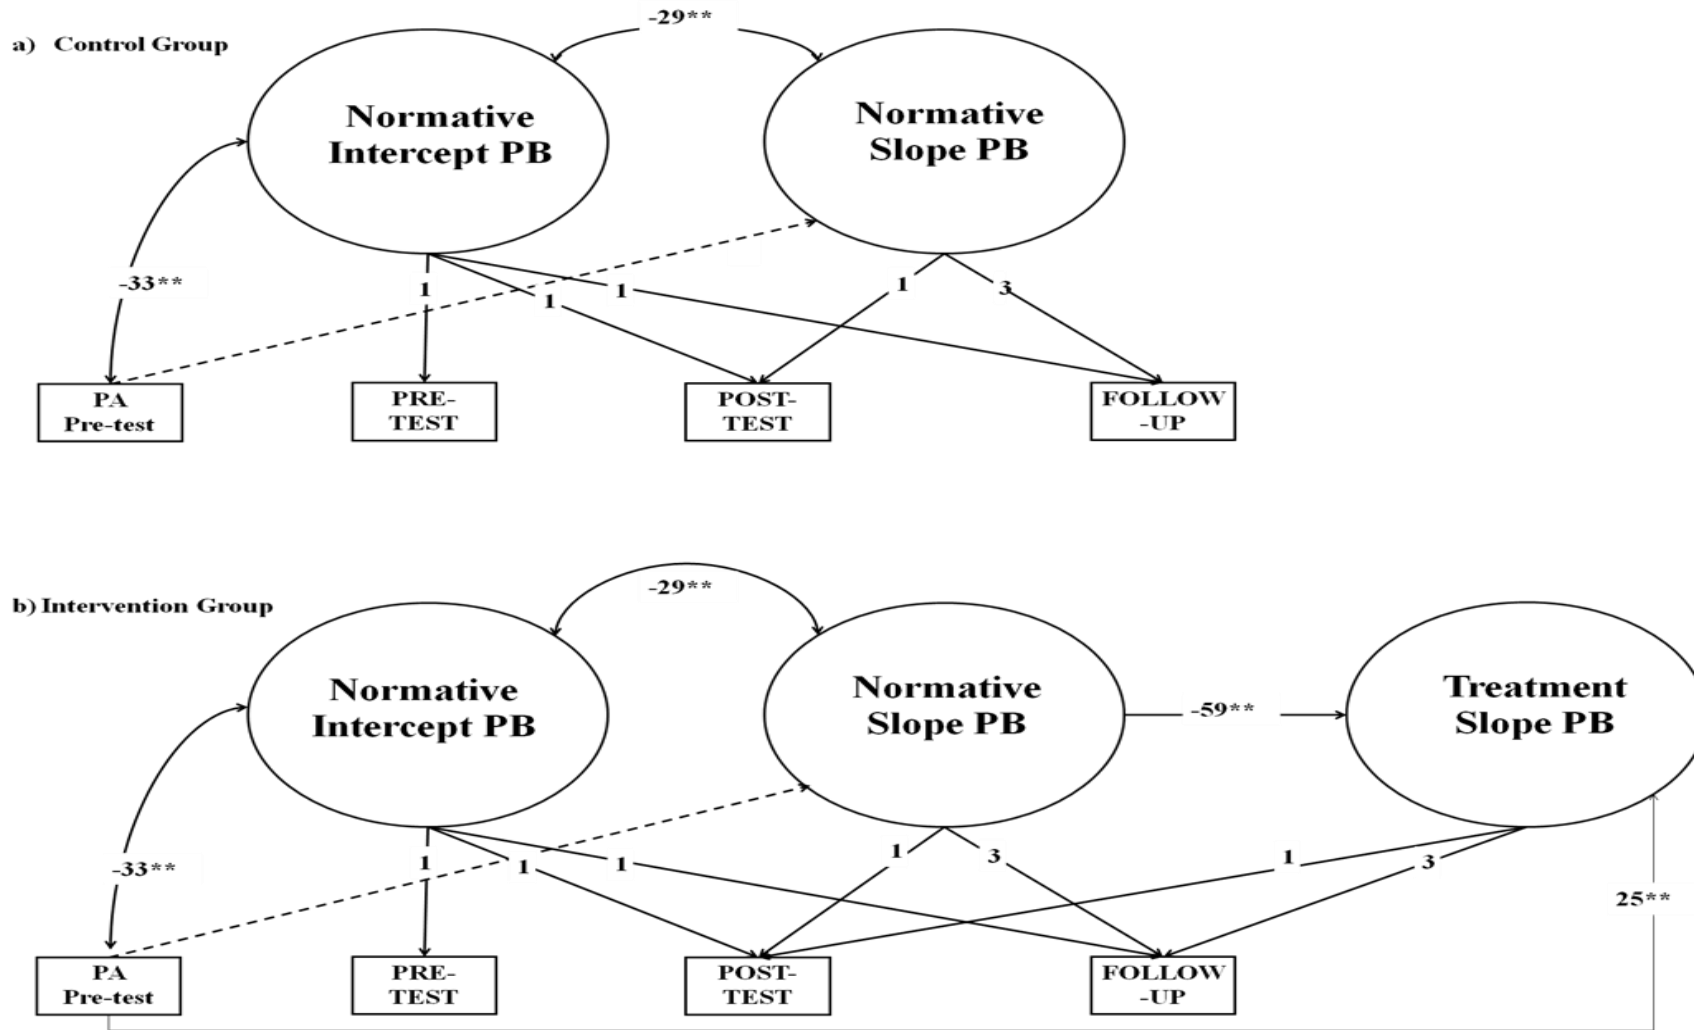 -29**
a) Control Group
Normative
Intercept PB
Normative
Slope PB
-33**
1
1
1
1
3
PA
Pre-test
PRE-
TEST
POST-
TEST
FOLLOW
-UP
-29**
b) Intervention Group
Normative
Intercept PB
Normative
Slope PB
-59**
Treatment
Slope PB
-33**
1
1
1
1
3
1
3
25**
PA
Pre-test
PRE-
TEST
POST-
TEST
FOLLOW
-UP